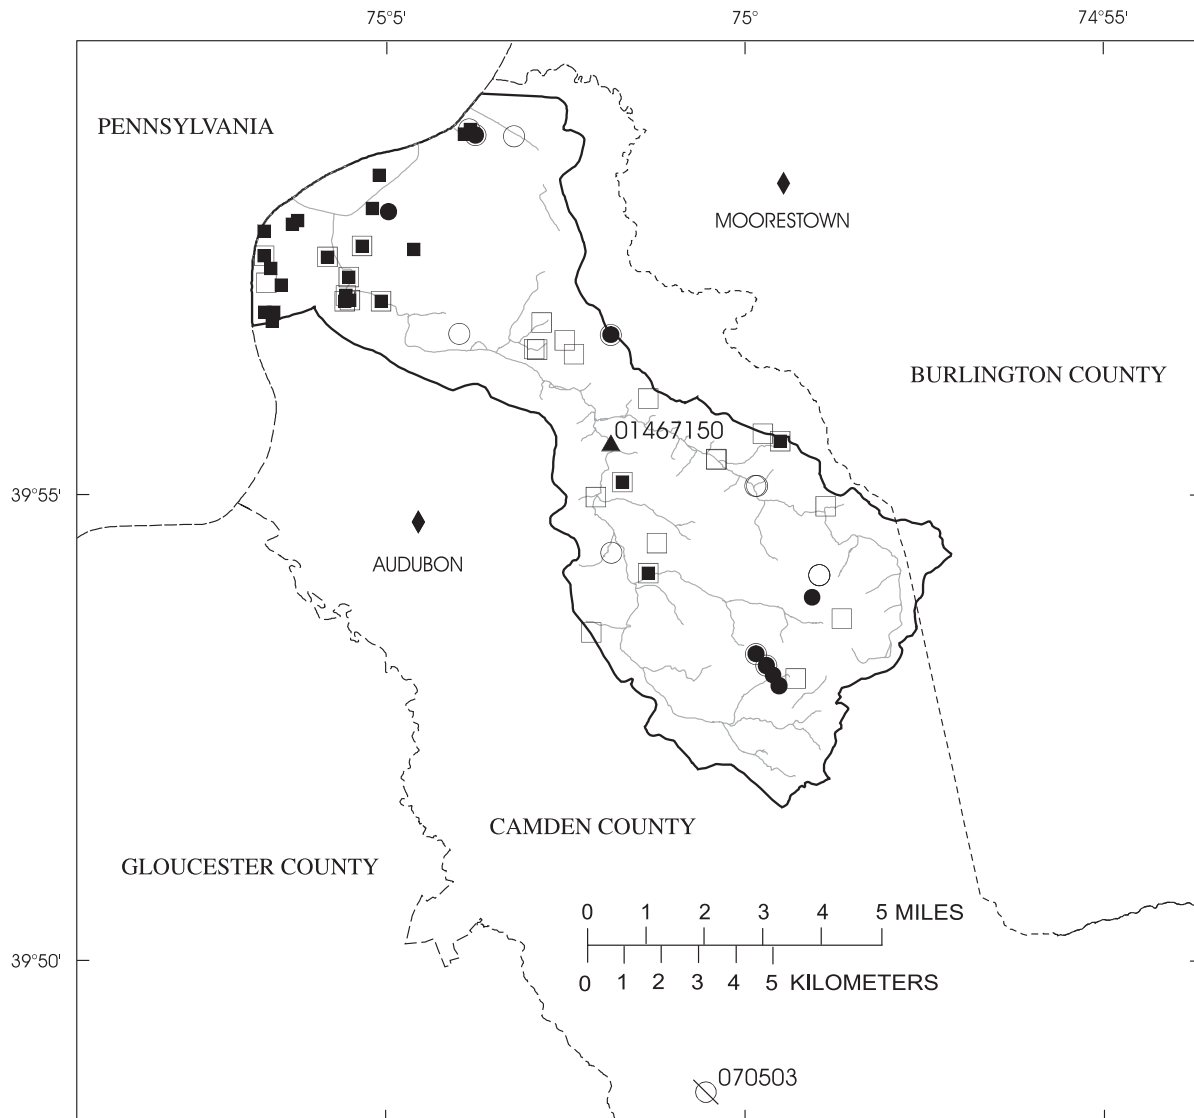 75°5' 75° 74°55'
PENNSYLVANIA
MOORESTOWN
BURLINGTON COUNTY
01467150
39°55'
AUDUBON
CAMDEN COUNTY
GLOUCESTER COUNTY
0 1 2 3 4 5 MILES
39°50'
0 1 2 3 4 5 KILOMETERS
070503